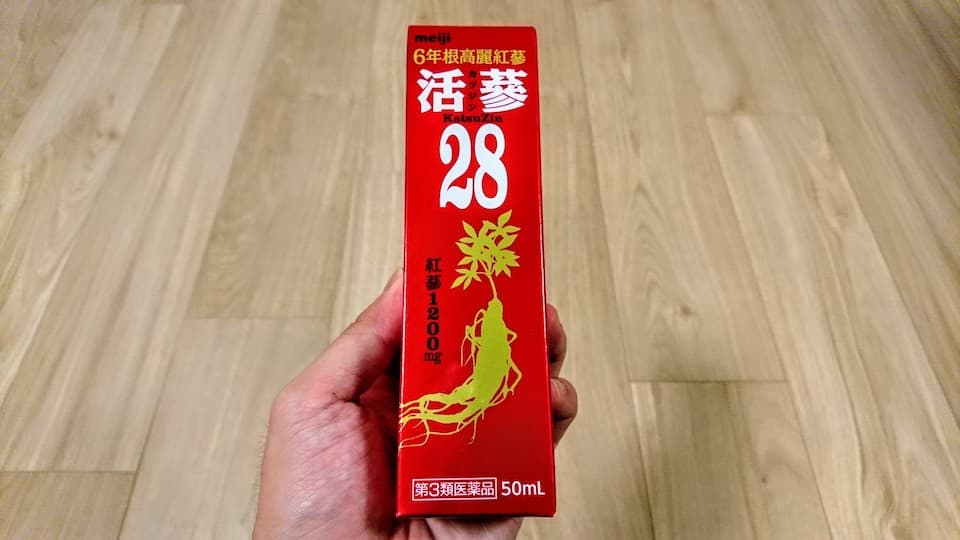 meiji
6年根高麗紅蔘
活蔘
カツジン
KatsuZin
28
紅蔘1200mg
第3類医薬品 50mL